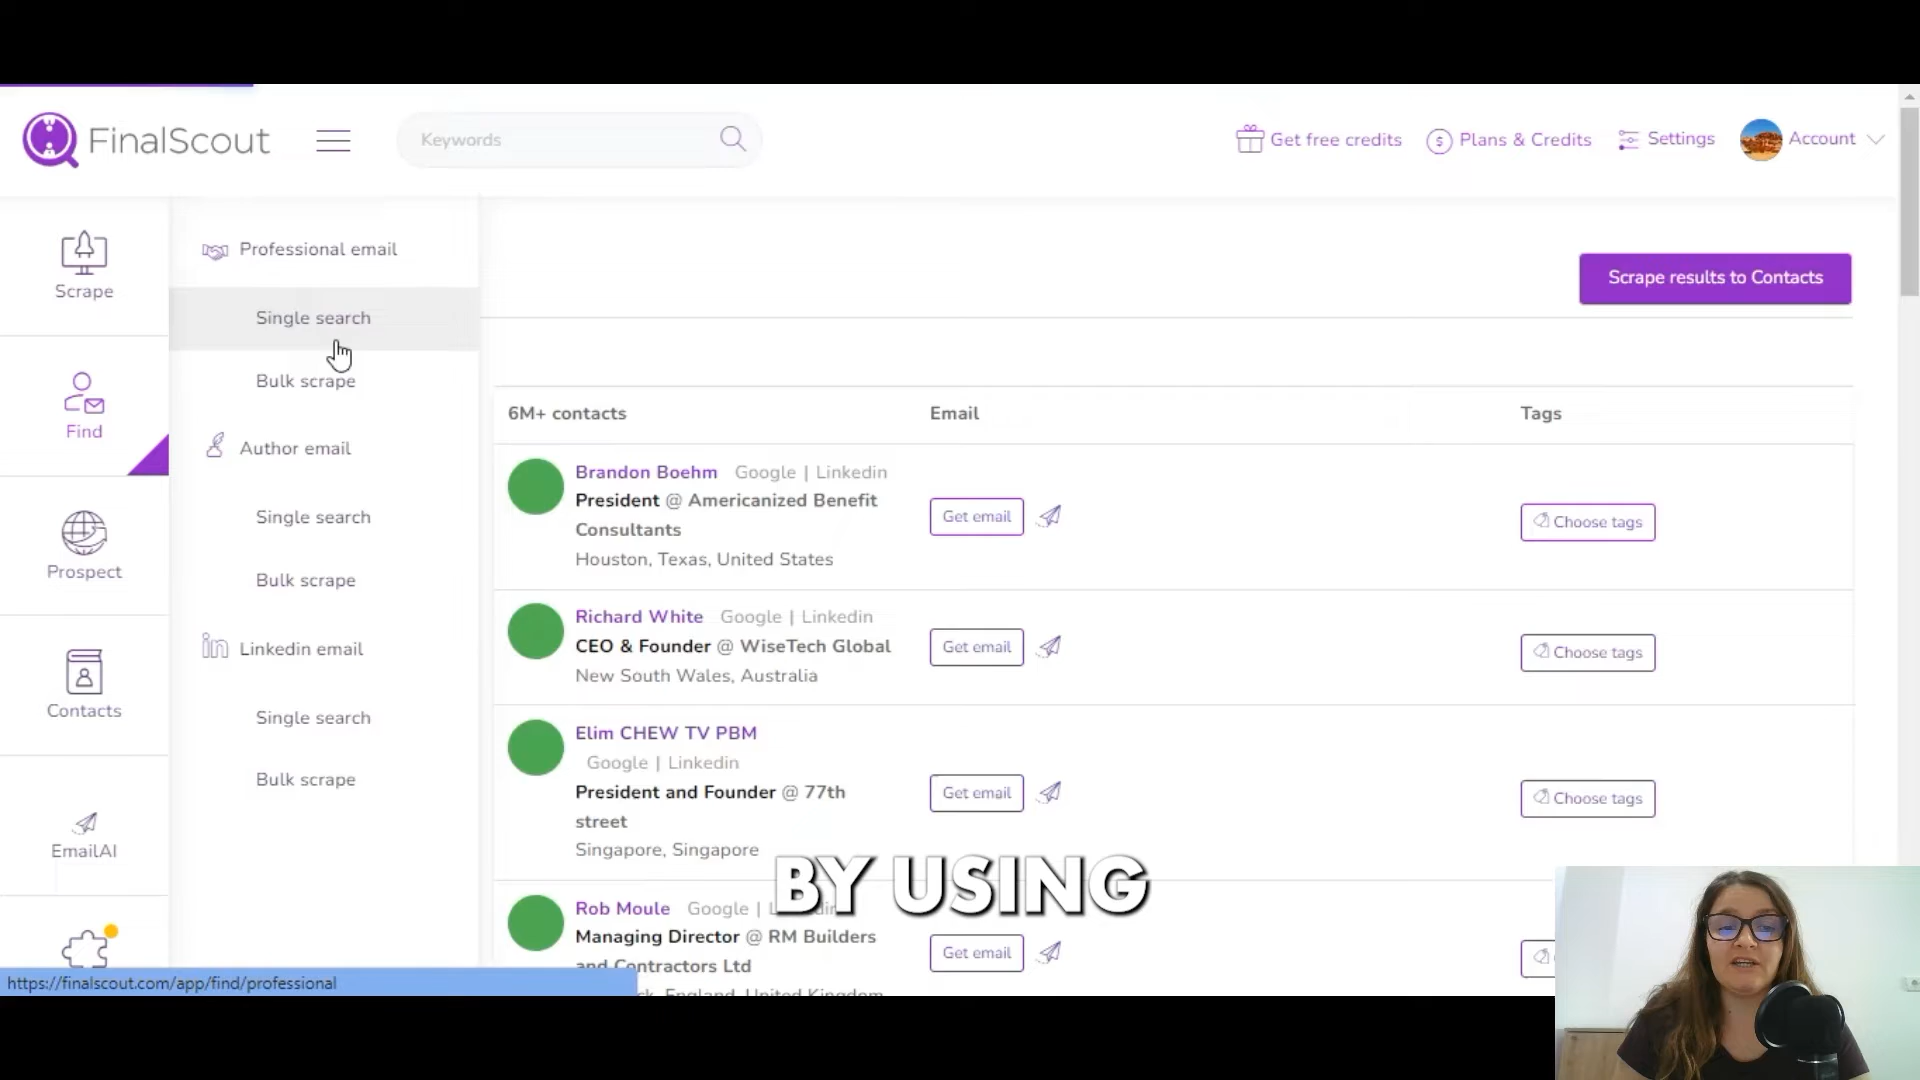 FinalScout
Keywords
Get free credits
Plans & Credits
Settings
Account
Scrape
Find
Prospect
Contacts
EmailAI
Professional email
Single search
Bulk scrape
Author email
Single search
Bulk scrape
Linkedin email
Single search
Bulk scrape
Scrape results to Contacts
6M+ contacts
Email
Tags
Brandon Boehm Google | Linkedin
President @ Americanized Benefit
Consultants
Houston, Texas, United States
Get email
Choose tags
Richard White Google | Linkedin
CEO & Founder @ WiseTech Global
New South Wales, Australia
Get email
Choose tags
Elim CHEW TV PBM
Google | Linkedin
President and Founder @ 77th
street
Singapore, Singapore
Get email
Choose tags
Rob Moule Google |
Managing Director @ RM Builders
and Contractors Ltd
England, United Kingdom
Get email
BY USING
https://finalscout.com/app/find/professional